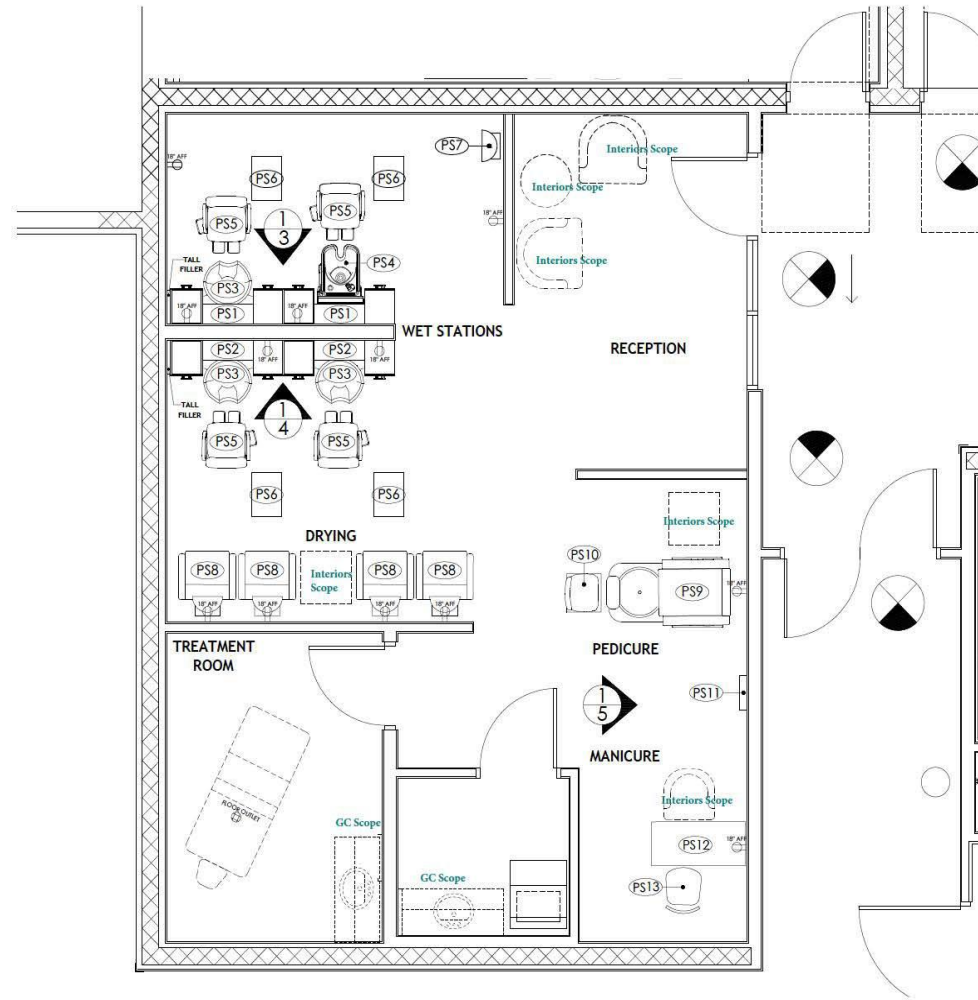 PS7
Interiors Scope
18" AFF
PS6
PS6
Interiors Scope
PS5
PS5
18" AFF
1
3
TALL
FILLER
PS4
Interiors Scope
PS3
18" AFF
PS1
18" AFF
PS1
WET STATIONS
RECEPTION
PS2
PS2
18" AFF
18" AFF
PS3
PS3
TALL
FILLER
1
4
PS5
PS5
PS6
PS6
Interiors Scope
DRYING
PS8
PS8
Interiors
Scope
PS8
PS8
18" AFF
18" AFF
18" AFF
18" AFF
PS10
PS9
18" AFF
TREATMENT
ROOM
PEDICURE
1
5
PS11
MANICURE
FLOOR OUTLET
Interiors Scope
GC Scope
PS12
18" AFF
GC Scope
PS13